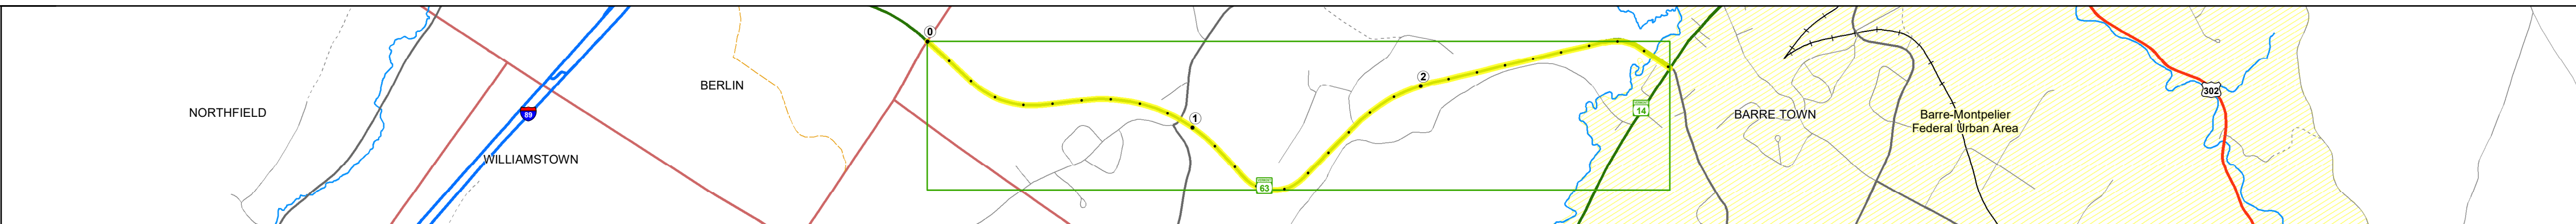 0
BERLIN
2
NORTHFIELD
89
302
14
BARRE TOWN
Barre-Montpelier
Federal Urban Area
1
WILLIAMSTOWN
63